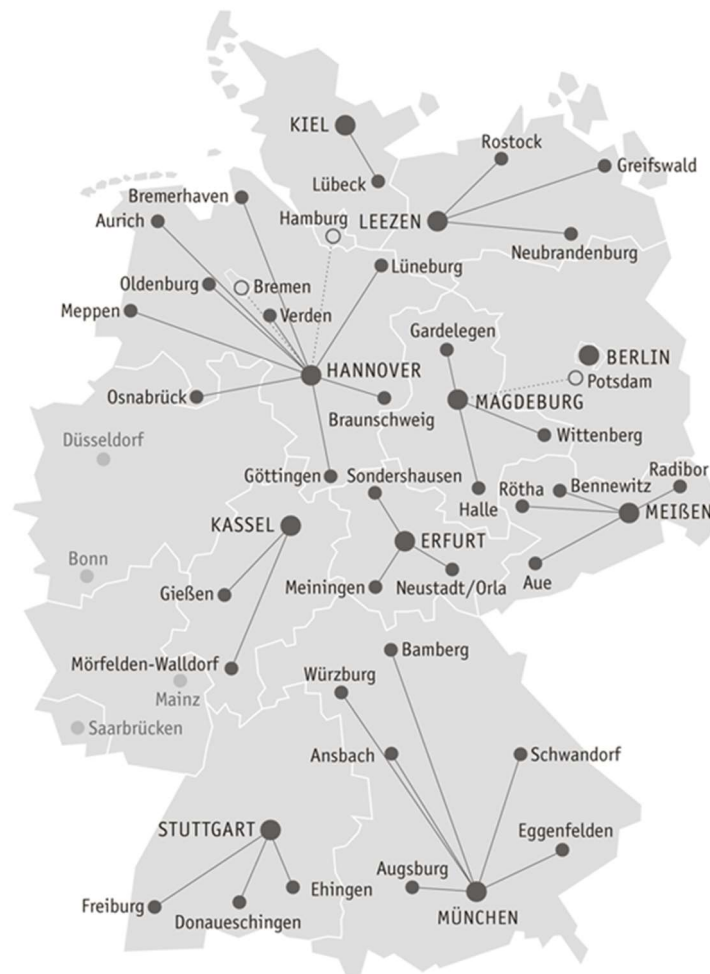 KIEL
Rostock
Greifswald
Lübeck
Bremerhaven
Aurich
Hamburg
LEEZEN
Neubrandenburg
Lüneburg
Oldenburg
Bremen
Meppen
Verden
Gardelegen
BERLIN
HANNOVER
Potsdam
Osnabrück
MAGDEBURG
Braunschweig
Düsseldorf
Wittenberg
Göttingen
Sondershausen
Radibor
Bennewitz
Rötha
Halle
MEIẞEN
KASSEL
ERFURT
Bonn
Aue
Gießen
Meiningen
Neustadt/Orla
Bamberg
Mörfelden-Walldorf
Würzburg
Mainz
Saarbrücken
Ansbach
Schwandorf
STUTTGART
Eggenfelden
Augsburg
Ehingen
Freiburg
Donaueschingen
MÜNCHEN